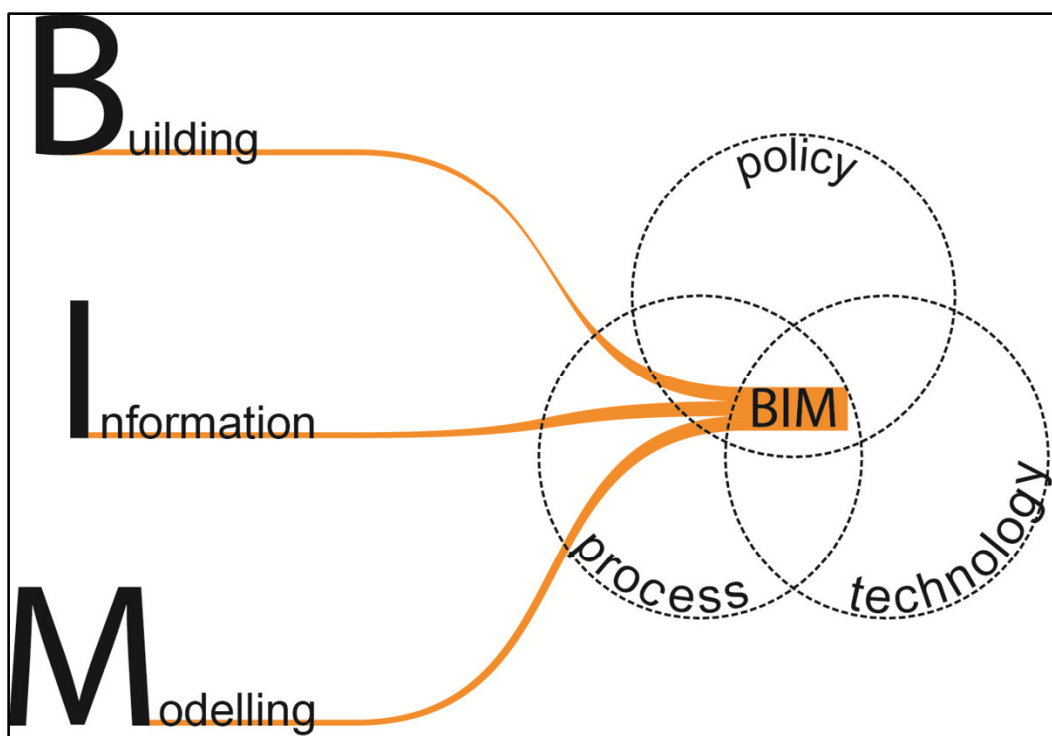 Building
Information
Modelling
policy
BIM
process
technology